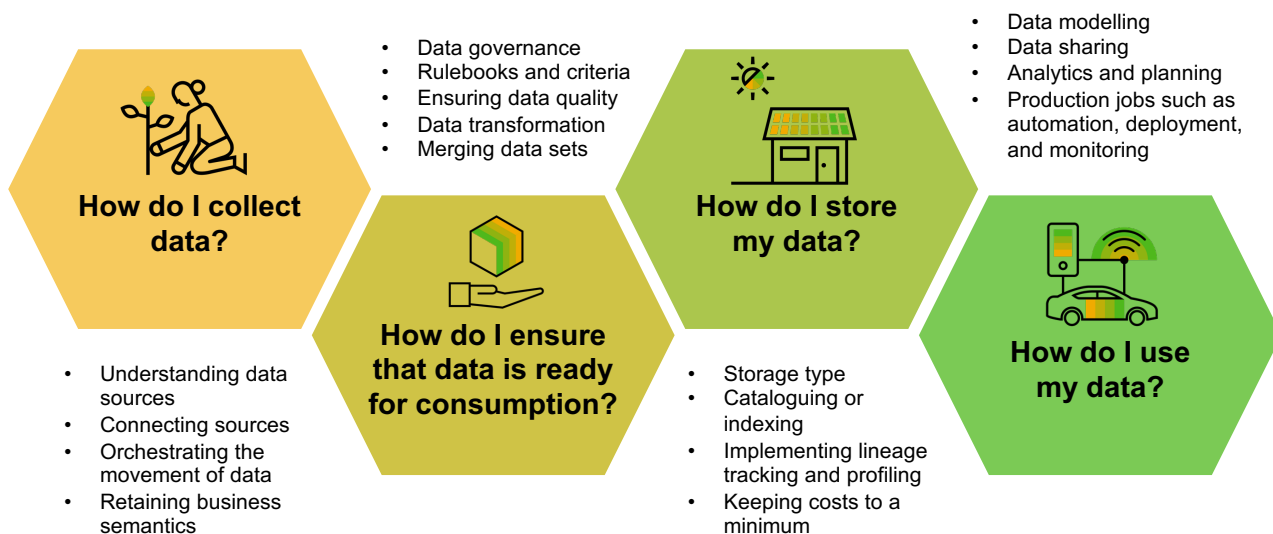 How do I collect
data?
• Understanding data
sources
• Connecting sources
• Orchestrating the
movement of data
• Retaining business
semantics
• Data governance
• Rulebooks and criteria
• Ensuring data quality
• Data transformation
• Merging data sets
How do I ensure
that data is ready
for consumption?
How do I store
my data?
• Storage type
• Cataloguing or
indexing
• Implementing lineage
tracking and profiling
• Keeping costs to a
minimum
• Data modelling
• Data sharing
• Analytics and planning
• Production jobs such as
automation, deployment,
and monitoring
How do I use
my data?